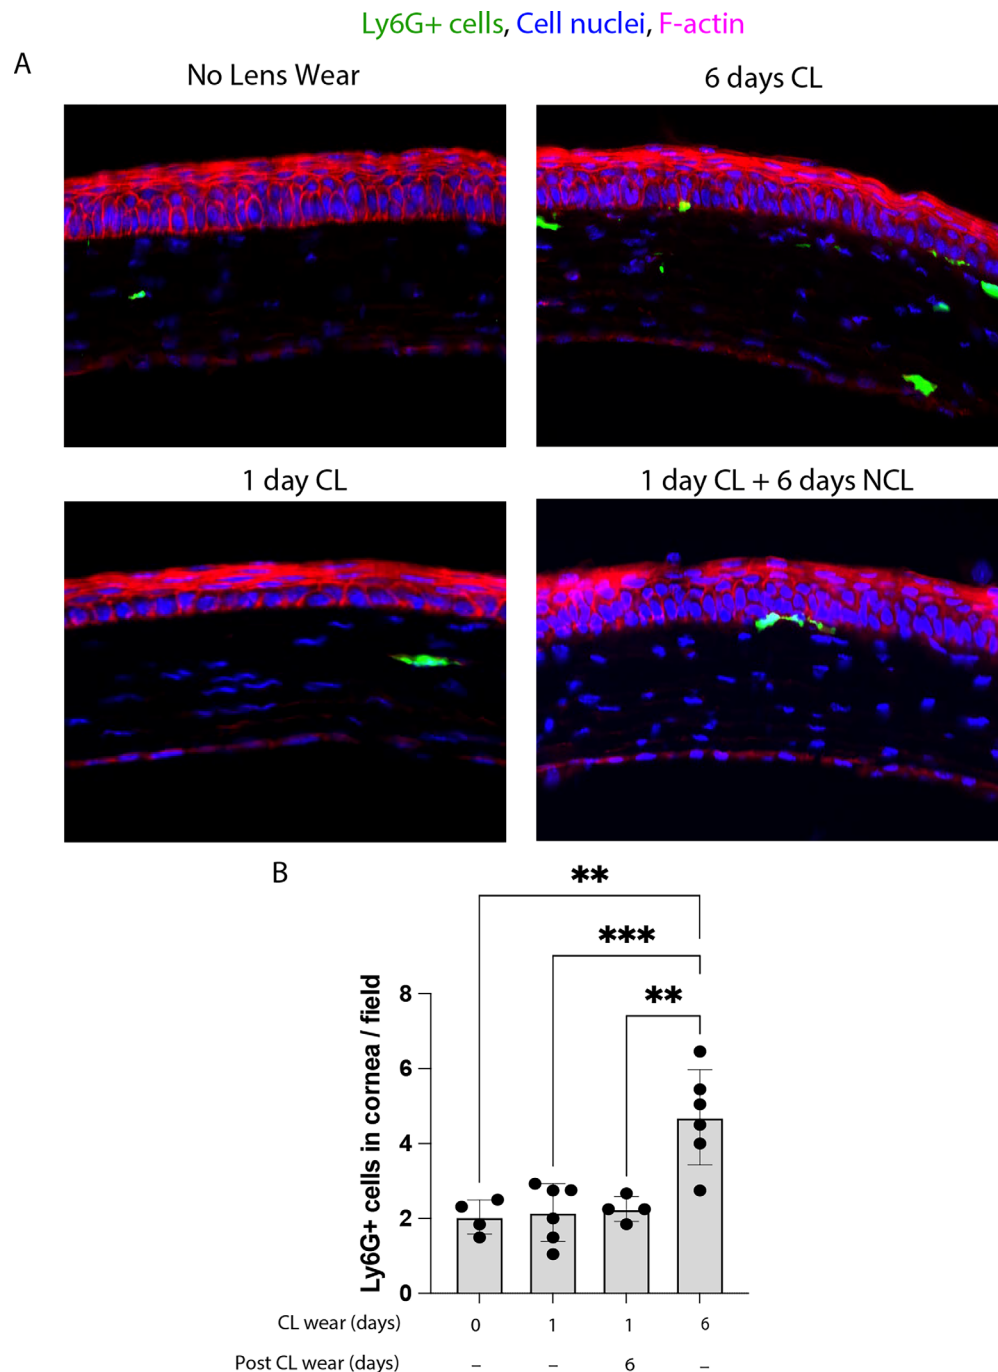 Ly6G+ cells, Cell nuclei, F-actin
A
No Lens Wear
6 days CL
1 day CL
1 day CL + 6 days NCL
B
**
***
**
Ly6G+ cells in cornea / field
8
6
4
2
0
CL wear (days) 0 1 1 6
Post CL wear (days) – – 6 –